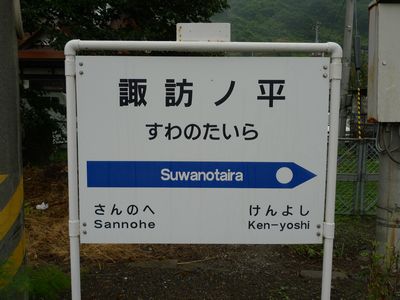 諏訪ノ平
すわのたいら
Suwanotaira
さんのへ けんよし
Sannohe Ken-yoshi